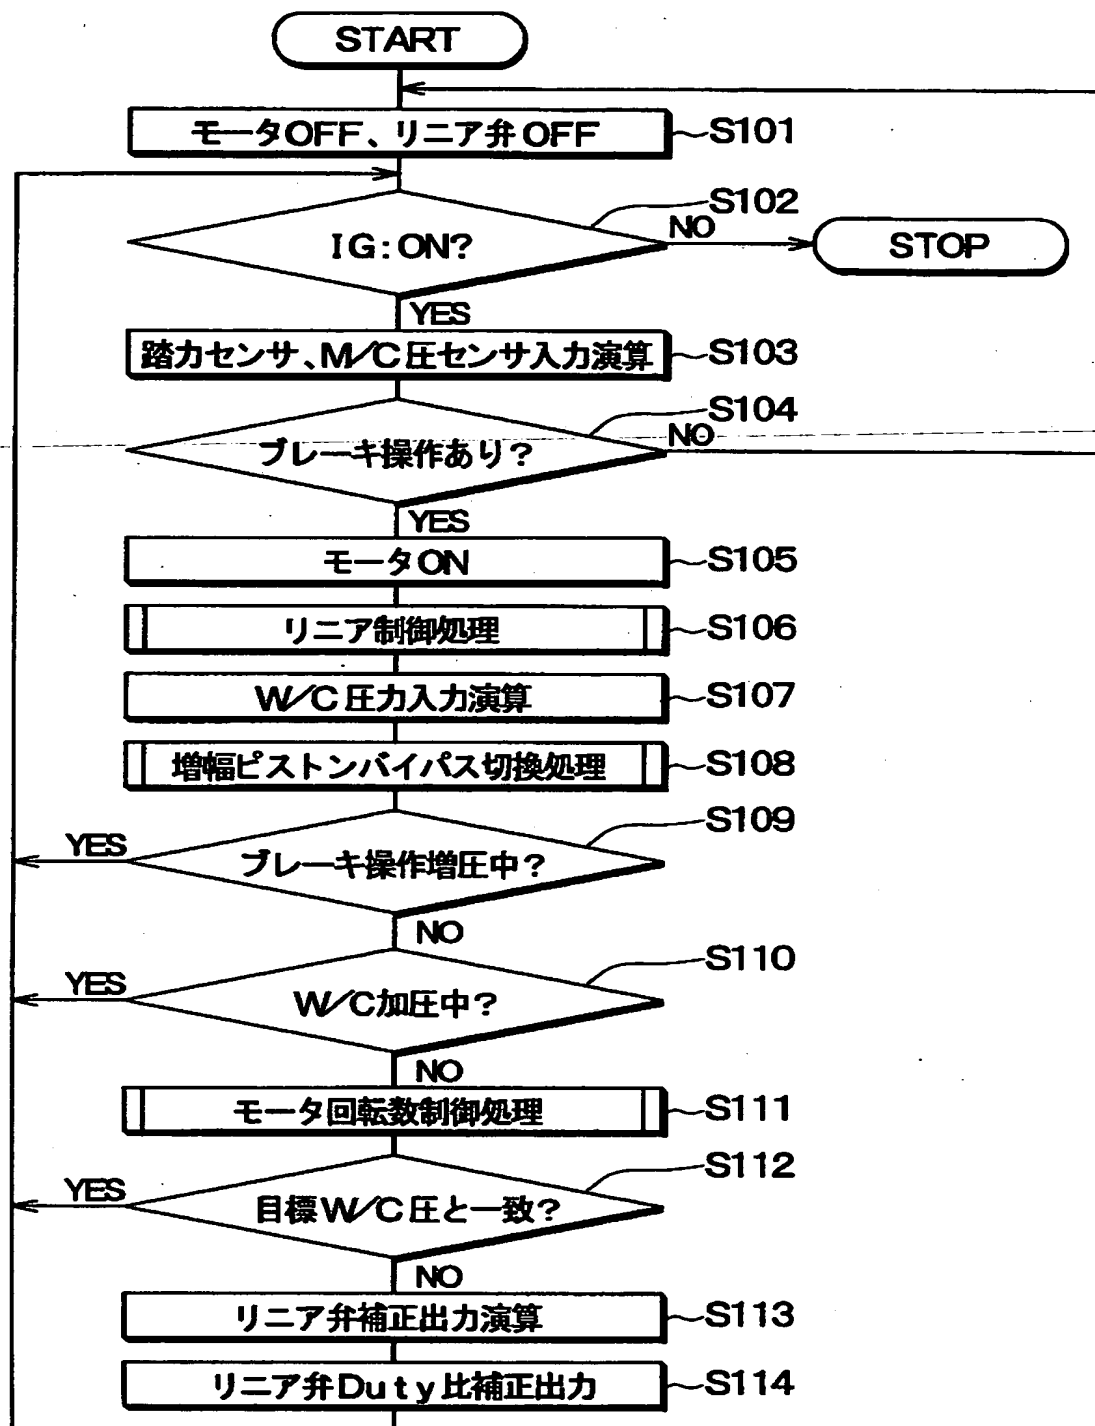 START
モータOFF、リニア弁OFF
S101
S102
IG:ON?
NO
STOP
YES
踏力センサ、M/C圧センサ入力演算
S103
S104
ブレーキ操作あり?
NO
YES
モータON
S105
リニア制御処理
S106
W/C圧力入力演算
S107
増幅ピストンバイパス切換処理
S108
S109
YES
ブレーキ操作増圧中?
NO
S110
YES
W/C加圧中?
NO
モータ回転数制御処理
S111
S112
YES
目標W/C圧と一致?
NO
リニア弁補正出力演算
S113
リニア弁Duty比補正出力
S114